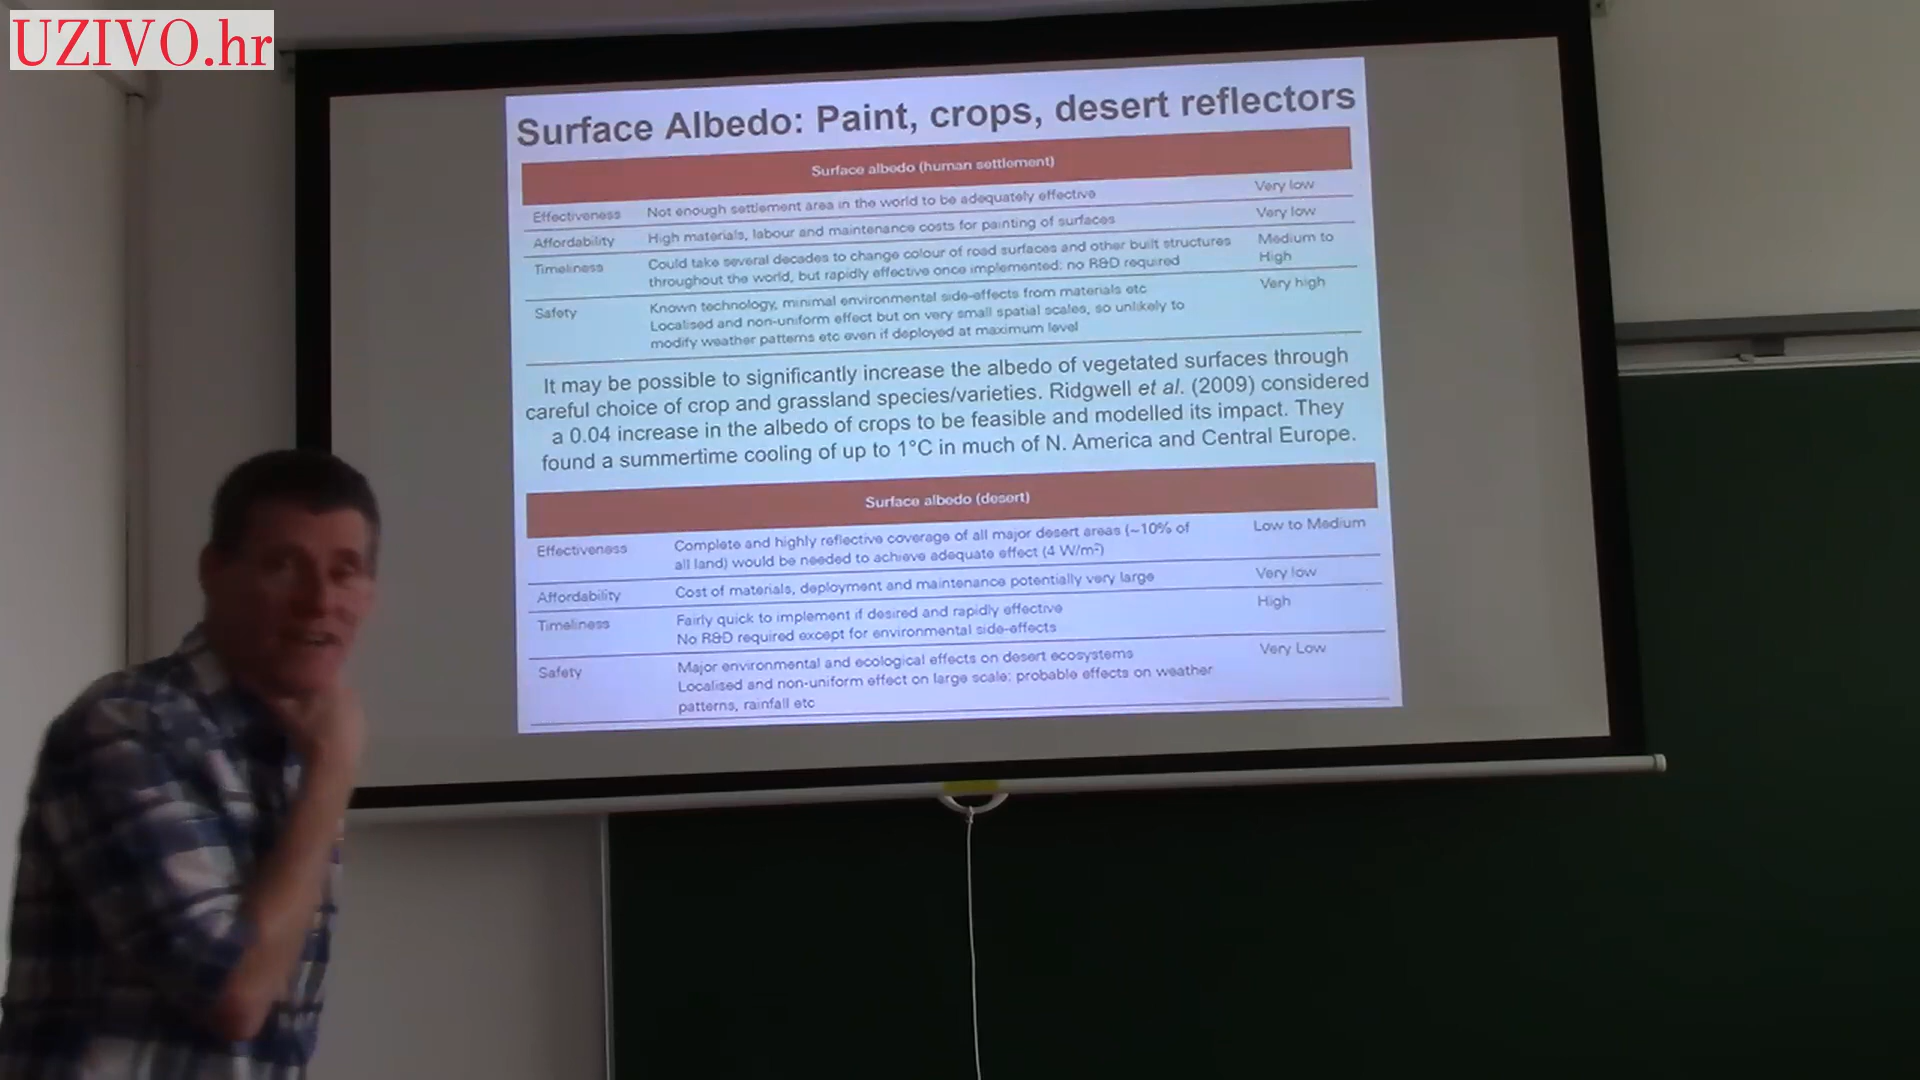 UZIVO.hr
Surface Albedo: Paint, crops, desert reflectors
Surface albedo (human settlement)
Effectiveness Not enough settlement area in the world to be adequately effective Very low
Affordability High materials, labour and maintenance costs for painting of surfaces Very low
Timeliness Could take several decades to change colour of road surfaces and other built structures Medium to
throughout the world, but rapidly effective once implemented: no R&D required High
Safety Known technology, minimal environmental side-effects from materials etc Very high
Localised and non-uniform effect but on very small spatial scales, so unlikely to
modify weather patterns etc even if deployed at maximum level
It may be possible to significantly increase the albedo of vegetated surfaces through
careful choice of crop and grassland species/varieties. Ridgwell et al. (2009) considered
a 0.04 increase in the albedo of crops to be feasible and modelled its impact. They
found a summertime cooling of up to 1°C in much of N. America and Central Europe.
Surface albedo (desert)
Effectiveness Complete and highly reflective coverage of all major desert areas (~10% of Low to Medium
all land) would be needed to achieve adequate effect (4 W/m²)
Affordability Cost of materials, deployment and maintenance potentially very large Very low
Timeliness Fairly quick to implement if desired and rapidly effective High
No R&D required except for environmental side-effects
Safety Major environmental and ecological effects on desert ecosystems Very Low
Localised and non-uniform effect on large scale: probable effects on weather
patterns, rainfall etc